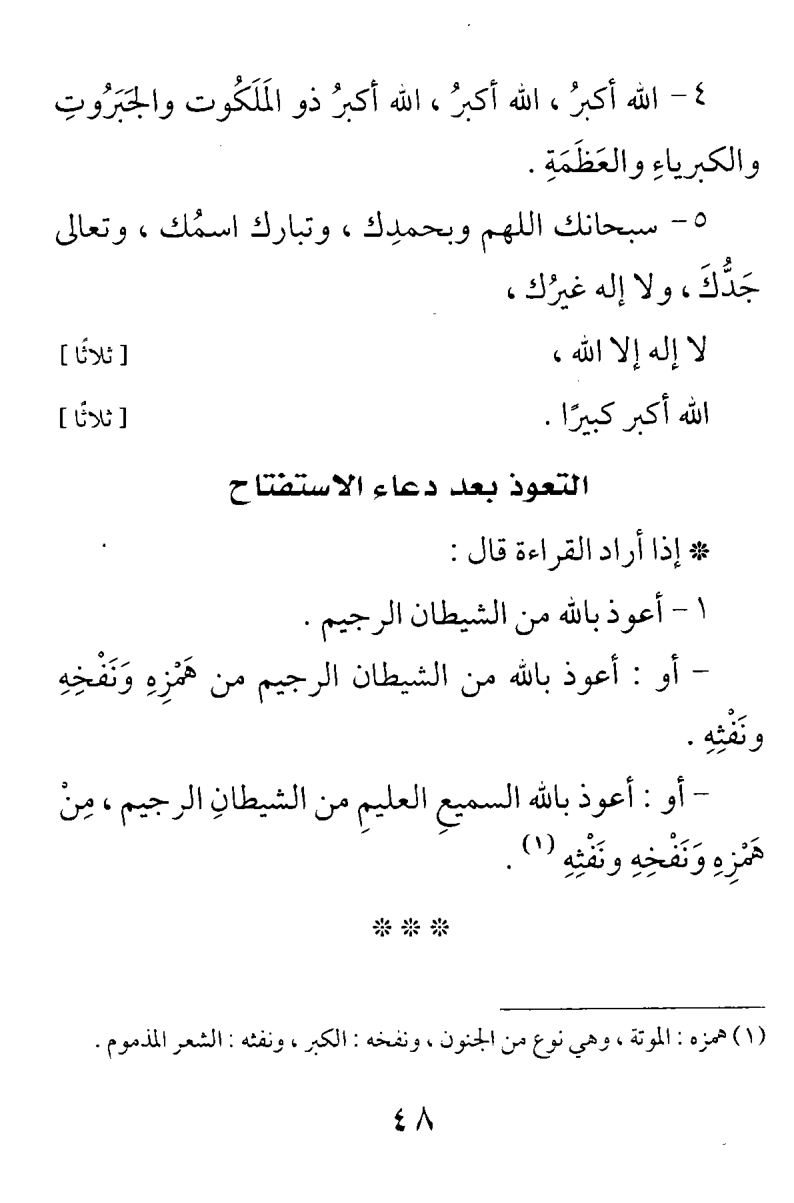 ٤- الله أكبرُ ، الله أكبرُ ، الله أكبرُ ذو المَلَكُوت والجَبَرُوتِ
والكبرياءِ والعَظَمَةِ .
٥- سبحانك اللهم وبحمدِك ، وتبارك اسمُك ، وتعالى
جَدُّكَ ، ولا إله غيرُك ،
لا إله إلا الله ، [ ثلاثًا ]
الله أكبر كبيرًا . [ ثلاثًا ]
التعوذ بعد دعاء الاستفتاح
❊ إذا أراد القراءة قال :
١- أعوذ بالله من الشيطان الرجيم .
- أو : أعوذ بالله من الشيطان الرجيم من هَمْزِهِ وَنَفْخِهِ
ونَفْثِهِ .
- أو : أعوذ بالله السميعِ العليمِ من الشيطانِ الرجيم ، مِنْ
هَمْزِهِ وَنَفْخِهِ ونَفْثِهِ (١) .
❊ ❊ ❊
(١) همزه : الموتة ، وهي نوع من الجنون ، ونفخه : الكبر ، ونفثه : الشعر المذموم .
٤٨